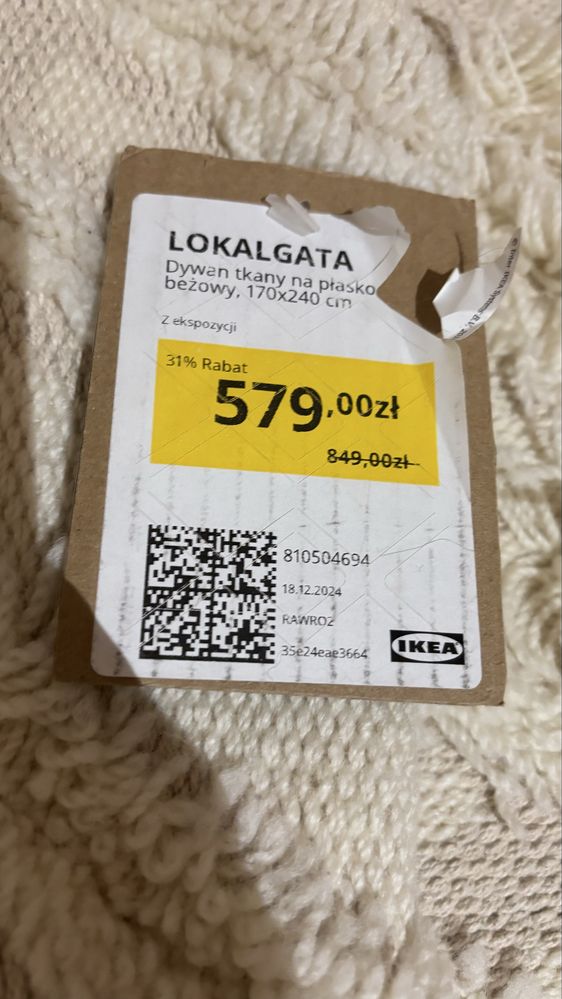 LOKALGATA
Dywan tkany na płasko
beżowy, 170x240 cm
Z ekspozycji
31% Rabat
579,00zł
849,00zł
810504694
18.12.2024
RAWRO2
35e24eae3664
IKEA